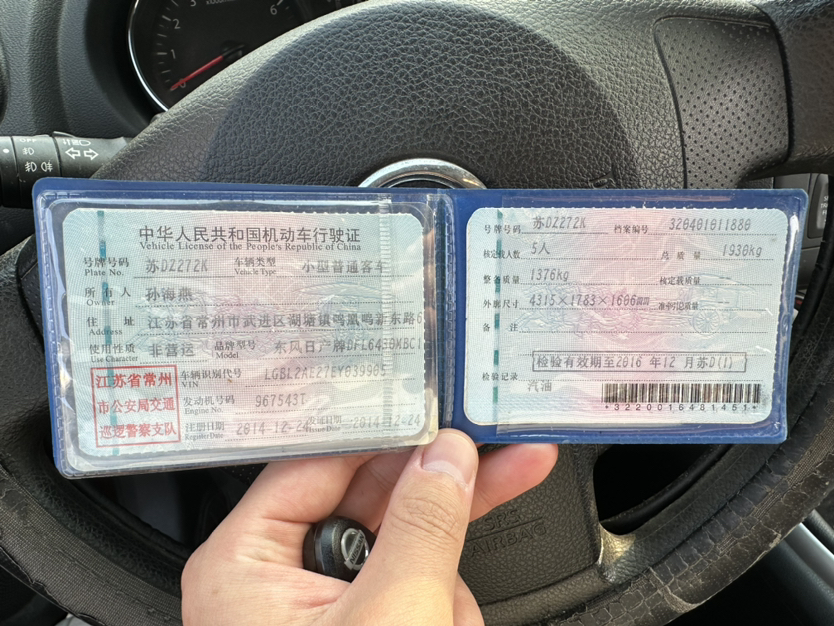 中华人民共和国机动车行驶证
Vehicle License of the People's Republic of China
号牌号码 苏DZ272K 车辆类型 小型普通客车
Plate No. Vehicle Type
所有人 孙海燕
Owner
住址 江苏省常州市武进区湖塘镇鸣凰鸣新东路6
Address
使用性质 非营运 品牌型号 东风日产牌DFL6430KBC1
Use Character Model
江苏省常州
市公安局交通
巡逻警察支队
车辆识别代号
VIN
发动机号码 967543T
Engine No.
注册日期 2014-12-24 发证日期 2014-12-24
Register Date Issue Date
号牌号码 苏DZ272K 档案编号 320401011880
核定载人数 5人 总质量 1930kg
整备质量 1376kg 核定载质量
外廓尺寸 4315×1783×1606mm 准牵引总质量
备注
检验有效期至2016 年12 月苏D(1)
检验记录
汽油
*3220016481451*
SRS
AIRBAG